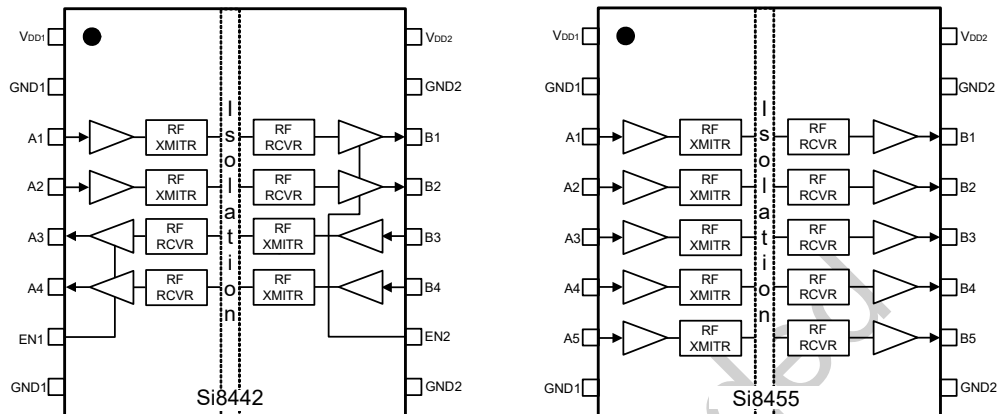 VDD1
VDD2
GND1
GND2
A1
RF XMITR
RF RCVR
B1
A2
RF XMITR
RF RCVR
B2
A3
RF RCVR
RF XMITR
B3
A4
RF RCVR
RF XMITR
B4
EN1
EN2
GND1
GND2
Isolation
Si8442
VDD1
VDD2
GND1
GND2
A1
RF XMITR
RF RCVR
B1
A2
RF XMITR
RF RCVR
B2
A3
RF XMITR
RF RCVR
B3
A4
RF XMITR
RF RCVR
B4
A5
RF XMITR
RF RCVR
B5
GND1
GND2
Isolation
Si8455